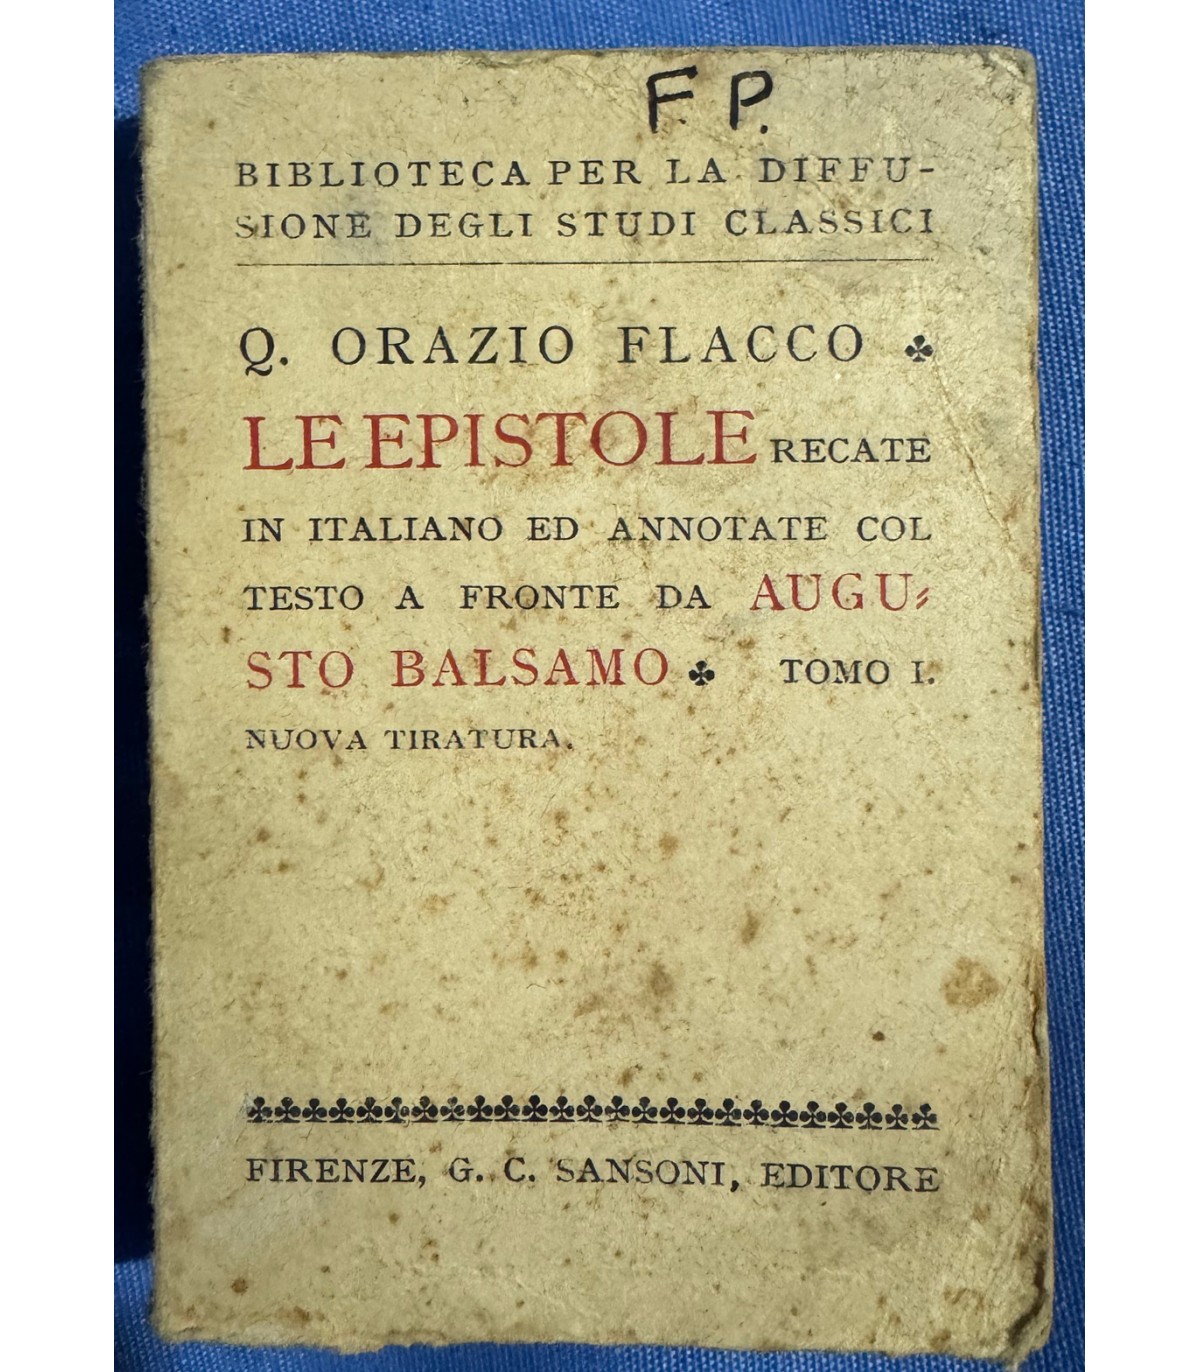 F. P.
BIBLIOTECA PER LA DIFFU-
SIONE DEGLI STUDI CLASSICI
Q. ORAZIO FLACCO ♣
LE EPISTOLE RECATE
IN ITALIANO ED ANNOTATE COL
TESTO A FRONTE DA AUGU-
STO BALSAMO ♣ TOMO I.
NUOVA TIRATURA.
FIRENZE, G. C. SANSONI, EDITORE